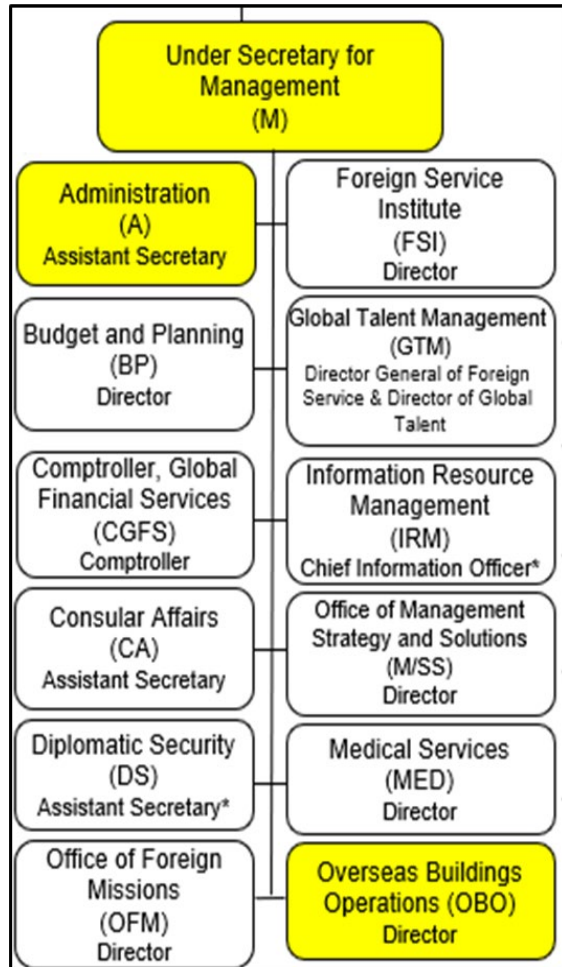 Under Secretary for
Management
(M)
Administration
(A)
Assistant Secretary
Foreign Service
Institute
(FSI)
Director
Budget and Planning
(BP)
Director
Global Talent Management
(GTM)
Director General of Foreign
Service & Director of Global
Talent
Comptroller, Global
Financial Services
(CGFS)
Comptroller
Information Resource
Management
(IRM)
Chief Information Officer*
Consular Affairs
(CA)
Assistant Secretary
Office of Management
Strategy and Solutions
(M/SS)
Director
Diplomatic Security
(DS)
Assistant Secretary*
Medical Services
(MED)
Director
Office of Foreign
Missions
(OFM)
Director
Overseas Buildings
Operations (OBO)
Director